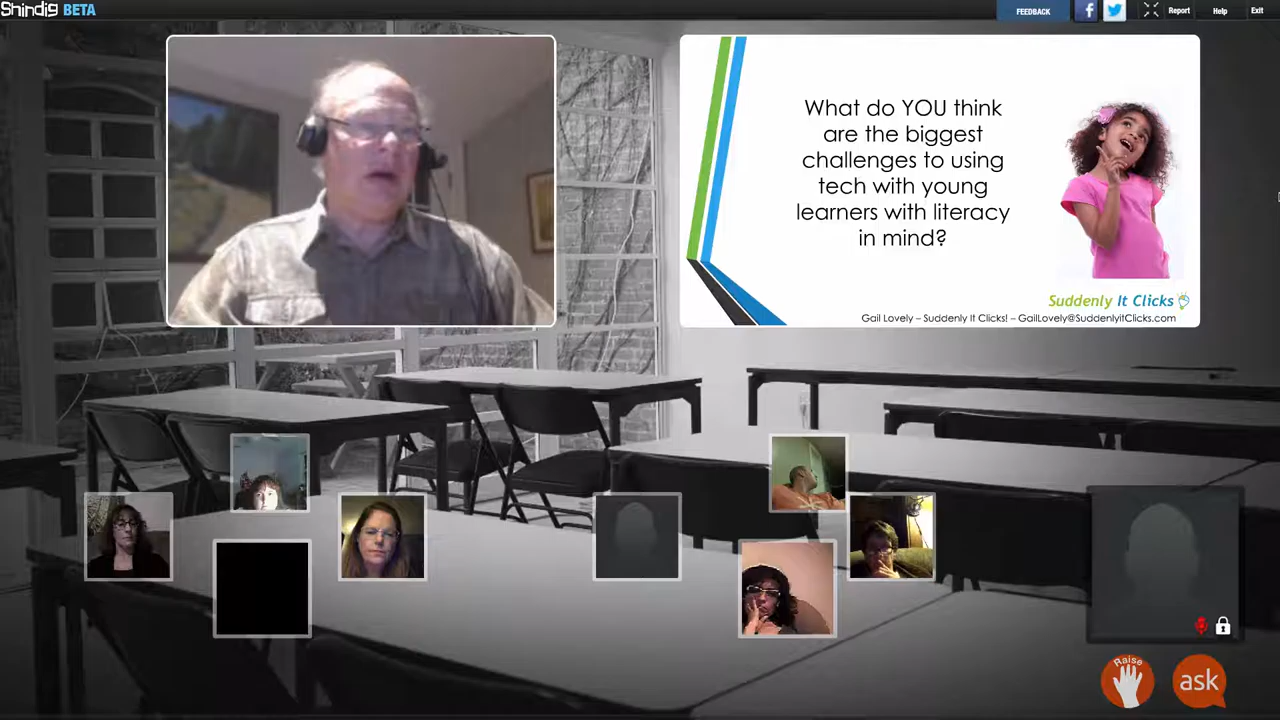 Shindig BETA
FEEDBACK
Report
Help
Exit
What do YOU think
are the biggest
challenges to using
tech with young
learners with literacy
in mind?
Suddenly It Clicks
Gail Lovely – Suddenly It Clicks! – GailLovely@SuddenlyitClicks.com
Raise
ask